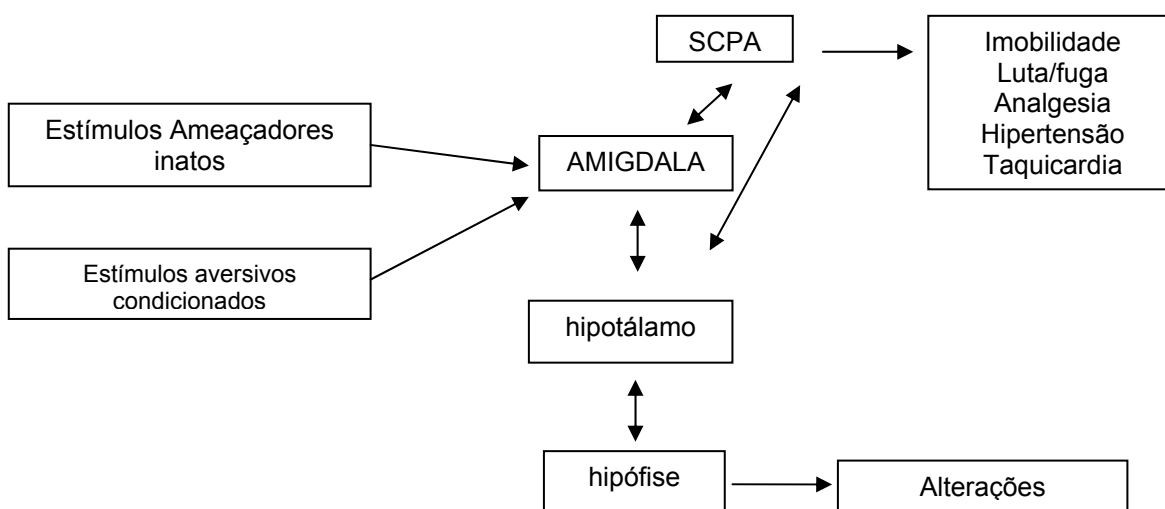 SCPA
Imobilidade
Luta/fuga
Analgesia
Hipertensão
Taquicardia
Estímulos Ameaçadores
inatos
AMIGDALA
Estímulos aversivos
condicionados
hipotálamo
hipófise
Alterações